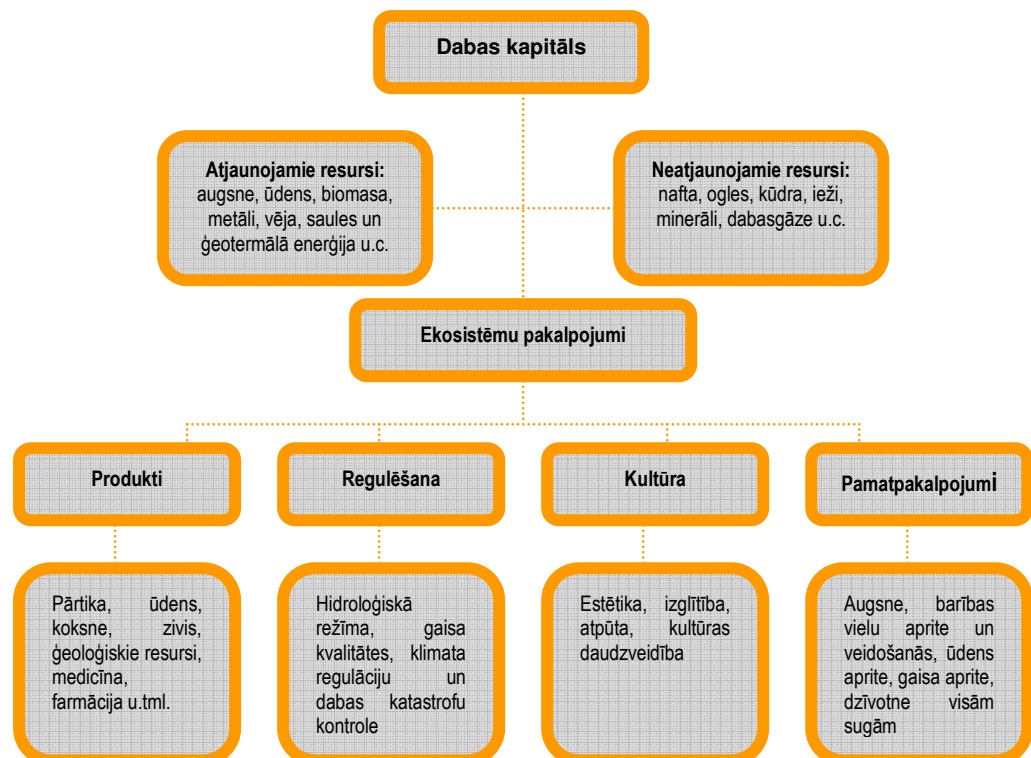 Dabas kapitāls
Atjaunojamie resursi:
augsne, ūdens, biomasa,
metāli, vēja, saules un
ģeotermālā enerģija u.c.
Neatjaunojamie resursi:
nafta, ogles, kūdra, ieži,
minerāli, dabasgāze u.c.
Ekosistēmu pakalpojumi
Produkti
Regulēšana
Kultūra
Pamatpakalpojumi
Pārtika, ūdens,
koksne, zivis,
ģeoloģiskie resursi,
medicīna,
farmācija u.tml.
Hidroloģiskā
režīma, gaisa
kvalitātes, klimata
regulāciju un
dabas katastrofu
kontrole
Estētika, izglītība,
atpūta, kultūras
daudzveidība
Augsne, barības
vielu aprite un
veidošanās, ūdens
aprite, gaisa aprite,
dzīvotne visām
sugām